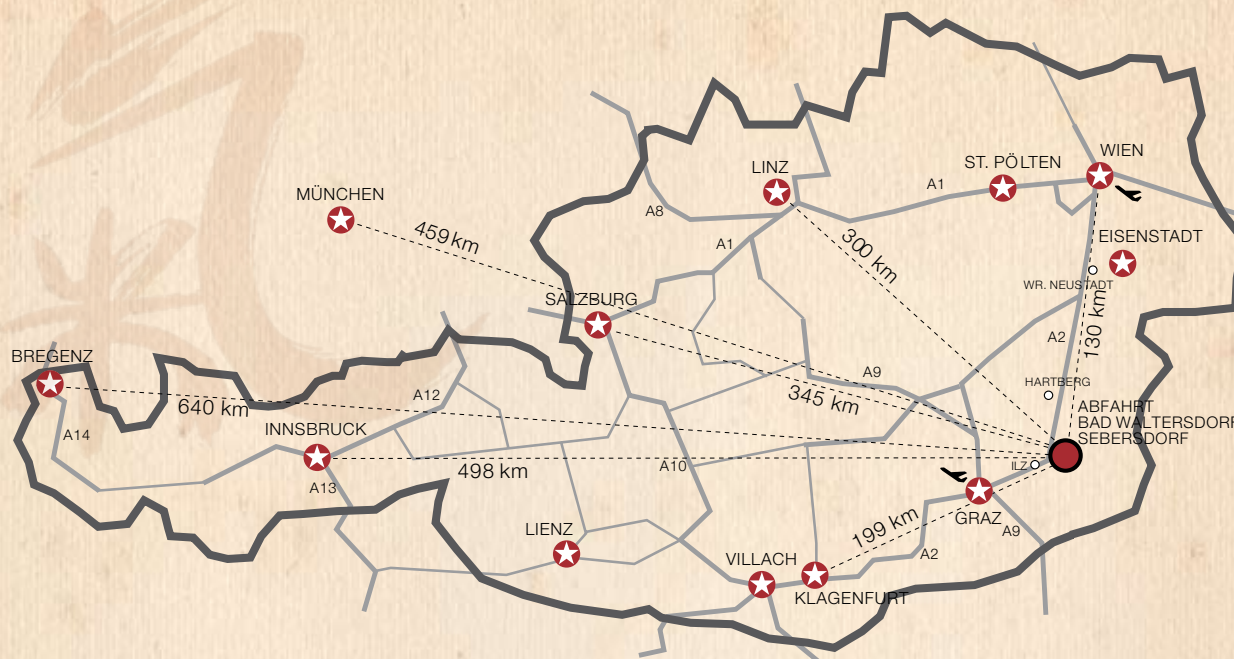 WIEN
ST. PÖLTEN
LINZ
A1
MÜNCHEN
A8
459 km
A1
300 km
EISENSTADT
WR. NEUSTADT
SALZBURG
130 km
A2
BREGENZ
A9
HARTBERG
A12
640 km
345 km
ABFAHRT
BAD WALTERSDORF
SEBERSDORF
INNSBRUCK
A14
498 km
A10
ILZ
A13
GRAZ
199 km
A9
LIENZ
A2
VILLACH
KLAGENFURT